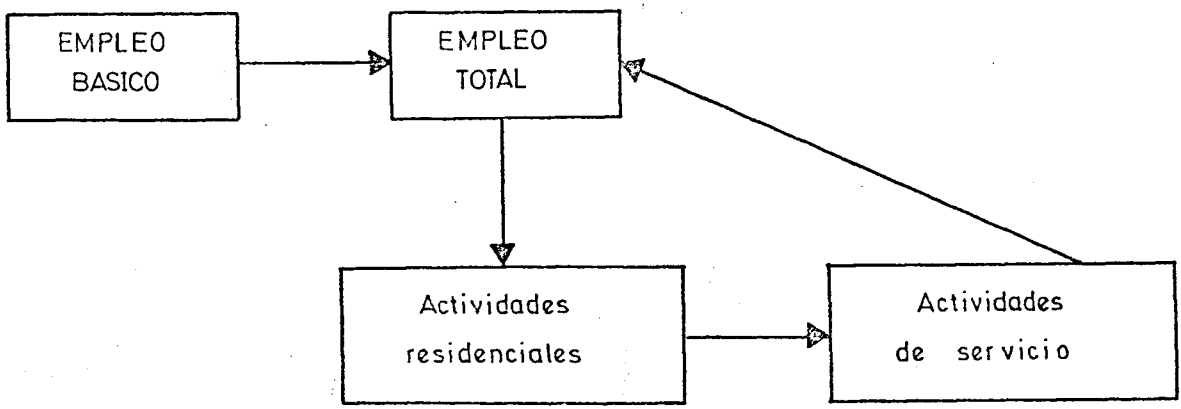 EMPLEO
BASICO
EMPLEO
TOTAL
Actividades
residenciales
Actividades
de servicio